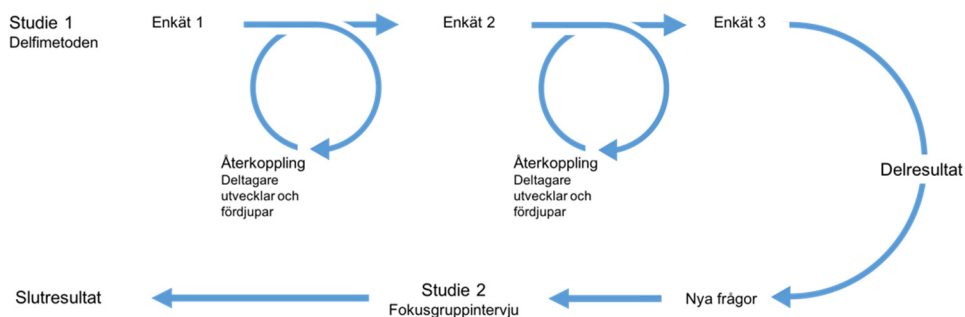 Studie 1
Delfimetoden
Enkät 1
Enkät 2
Enkät 3
Återkoppling
Deltagare
utvecklar och
fördjupar
Återkoppling
Deltagare
utvecklar och
fördjupar
Delresultat
Nya frågor
Studie 2
Fokusgruppintervju
Slutresultat